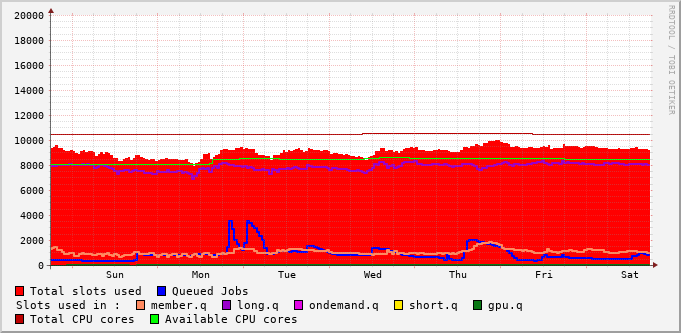 20000
18000
16000
14000
12000
10000
8000
6000
4000
2000
0
Sun Mon Tue Wed Thu Fri Sat
Total slots used Queued Jobs
Slots used in : member.q long.q ondemand.q short.q gpu.q
Total CPU cores Available CPU cores
RRDTOOL / TOBI OETIKER